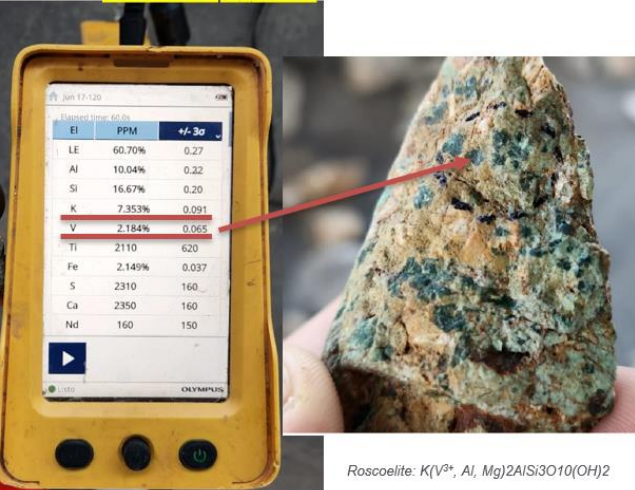 Jun 17-120
Elapsed time: 60.0s
El PPM +/- 3σ
LE 60.70% 0.27
Al 10.04% 0.22
Si 16.67% 0.20
K 7.353% 0.091
V 2.184% 0.065
Ti 2110 620
Fe 2.149% 0.037
S 2310 160
Ca 2350 160
Nd 160 150
Listo
OLYMPUS
Roscoelite: K(V³⁺, Al, Mg)2AlSi3O10(OH)2